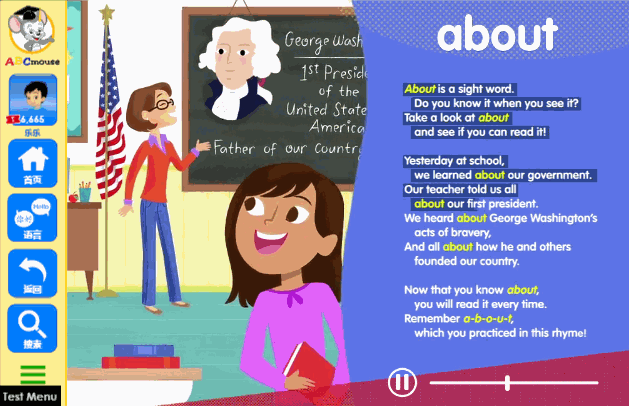 ABCmouse
6,665
乐乐
首页
你好 Hello
语言
返回
搜索
Test Menu
George Wash
1st Preside
of the
United State
America
Father of our Country
about
About is a sight word.
Do you know it when you see it?
Take a look at about
and see if you can read it!
Yesterday at school,
we learned about our government.
Our teacher told us all
about our first president.
We heard about George Washington's
acts of bravery,
And all about how he and others
founded our country.
Now that you know about,
you will read it every time.
Remember a-b-o-u-t,
which you practiced in this rhyme!